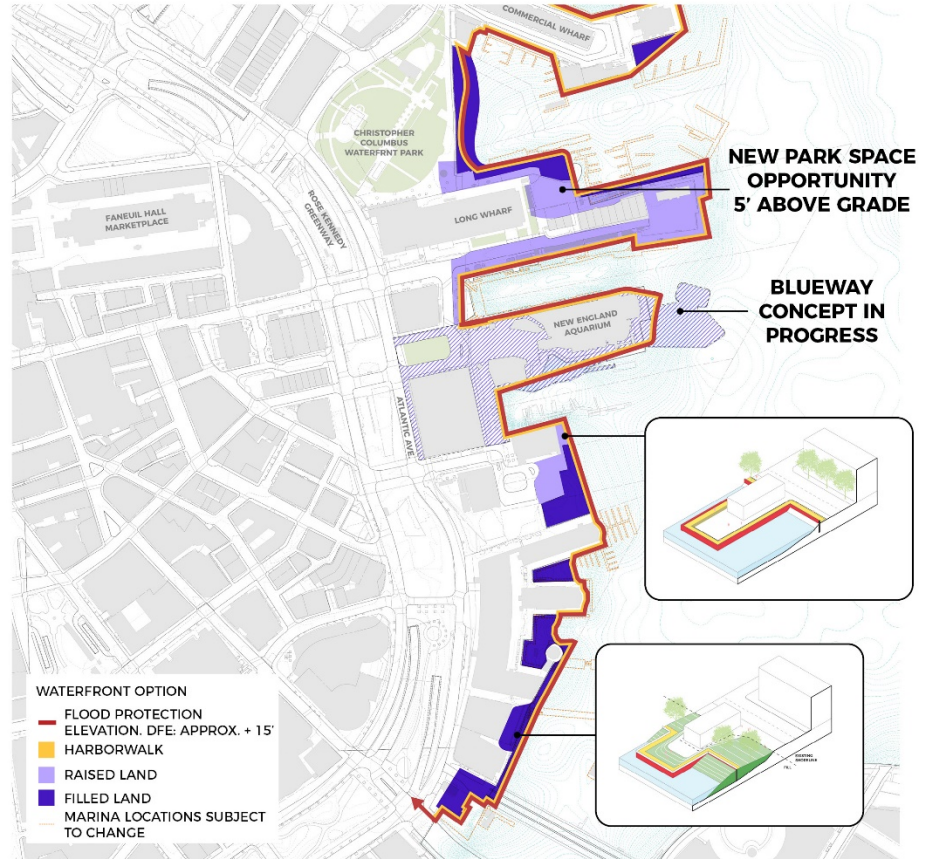 COMMERCIAL WHARF
CHRISTOPHER
COLUMBUS
WATERFRNT PARK
NEW PARK SPACE
OPPORTUNITY
5' ABOVE GRADE
FANEUIL HALL
MARKETPLACE
ROSE KENNEDY
GREENWAY
LONG WHARF
BLUEWAY
CONCEPT IN
PROGRESS
NEW ENGLAND
AQUARIUM
ATLANTIC AVE.
WATERFRONT OPTION
FLOOD PROTECTION
ELEVATION. DFE: APPROX. + 15'
HARBORWALK
RAISED LAND
FILLED LAND
MARINA LOCATIONS SUBJECT
TO CHANGE
EXISTING
FILL